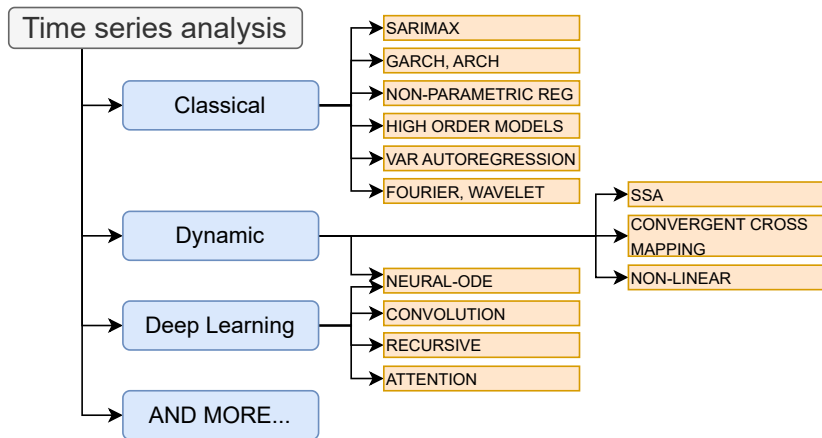 Time series analysis
Classical
SARIMAX
GARCH, ARCH
NON-PARAMETRIC REG
HIGH ORDER MODELS
VAR AUTOREGRESSION
FOURIER, WAVELET
Dynamic
SSA
CONVERGENT CROSS
MAPPING
NON-LINEAR
Deep Learning
NEURAL-ODE
CONVOLUTION
RECURSIVE
ATTENTION
AND MORE...